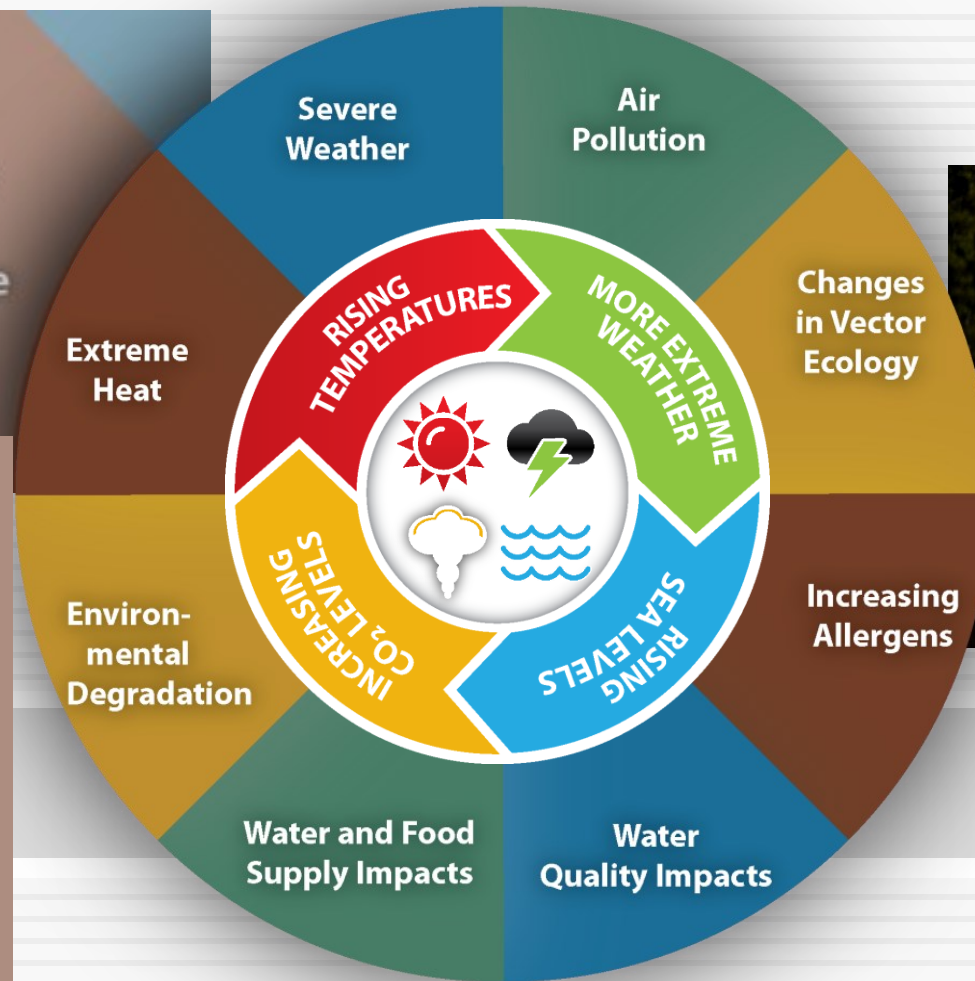 Severe
Weather
Air
Pollution
Changes
in Vector
Ecology
Increasing
Allergens
Water
Quality Impacts
Water and Food
Supply Impacts
Environ-
mental
Degradation
Extreme
Heat
RISING
TEMPERATURES
MORE EXTREME
WEATHER
RISING
SEA LEVELS
INCREASING
CO₂ LEVELS
e